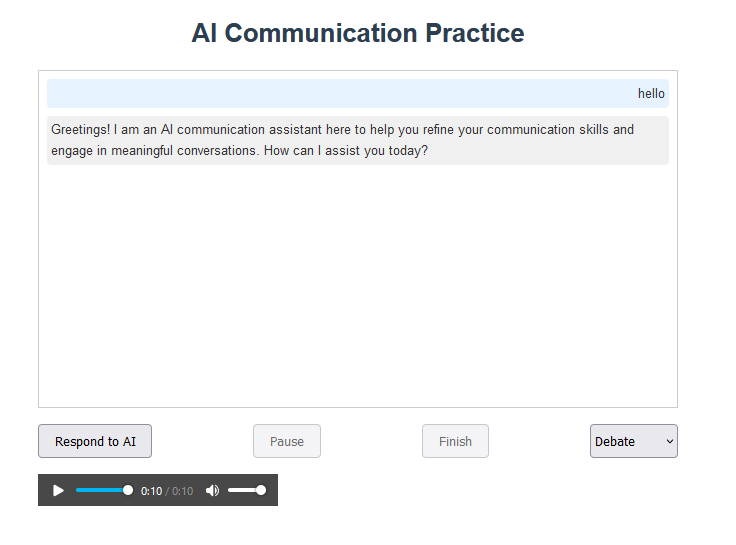 AI Communication Practice
hello
Greetings! I am an AI communication assistant here to help you refine your communication skills and
engage in meaningful conversations. How can I assist you today?
Respond to AI
Pause
Finish
Debate
0:10 / 0:10